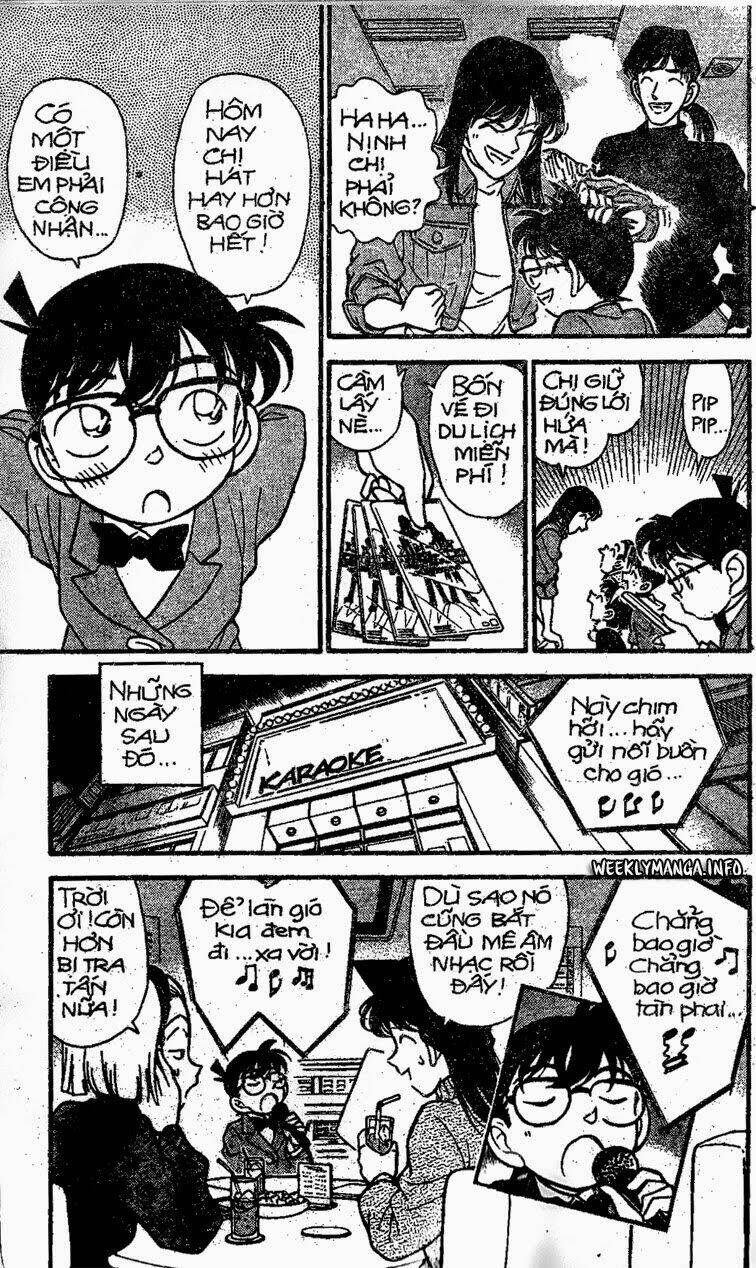 CÓ
MỘT
ĐIỀU
EM PHẢI
CÔNG
NHẬN...
HÔM
NAY
CHỊ
HÁT
HAY HƠN
BAO GIỜ
HẾT!
HA HA...
NỊNH
CHỊ
PHẢI
KHÔNG?
CẦM
LẤY
NÈ...
BỐN
VÉ ĐI
DU LỊCH
MIỄN
PHÍ!
CHỊ GIỮ
ĐÚNG LỜI
HỨA
MÀ!
PIP
PIP...
NHỮNG
NGÀY
SAU
ĐÓ...
KARAOKE
Này chim
hỡi... hãy
gửi nỗi buồn
cho gió...
WEEKLYMANGA.INFO
TRỜI
ƠI! CÒN
HƠN
BỊ TRA
TẤN
NỮA!
Để làn gió
kia đem
đi... xa vời!
DÙ SAO NÓ
CŨNG BẮT
ĐẦU MÊ ÂM
NHẠC RỒI
ĐẤY!
Chẳng
bao giờ
Chẳng
bao giờ
tàn phai...